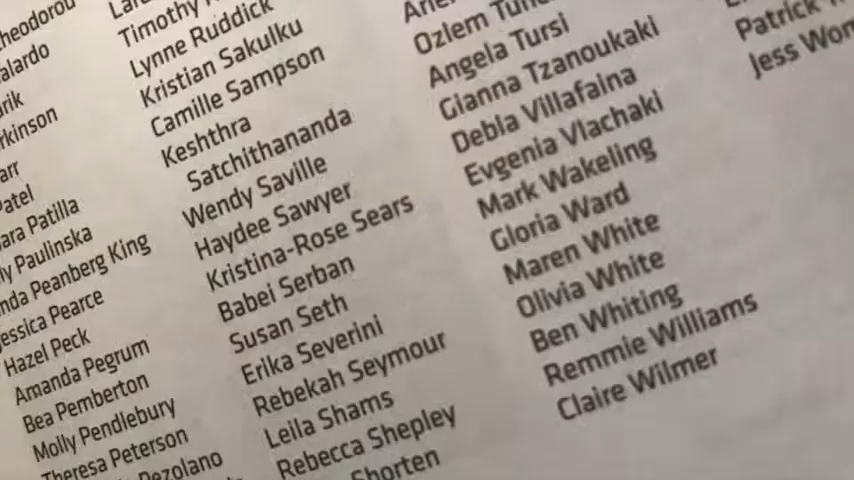 Patilla
Paulinska
Peanberg King
Pearce
Hazel Peck
Amanda Pegrum
Bea Pemberton
Molly Pendlebury
Theresa Peterson
Timothy
Lynne Ruddick
Kristian Sakulku
Camille Sampson
Keshthra
Satchithananda
Wendy Saville
Haydee Sawyer
Kristina-Rose Sears
Babei Serban
Susan Seth
Erika Severini
Rebekah Seymour
Leila Shams
Rebecca Shepley
Shorten
Ozlem
Angela Tursi
Gianna Tzanoukaki
Debla Villafaina
Evgenia Vlachaki
Mark Wakeling
Gloria Ward
Maren White
Olivia White
Ben Whiting
Remmie Williams
Claire Wilmer
Patrick
Jess